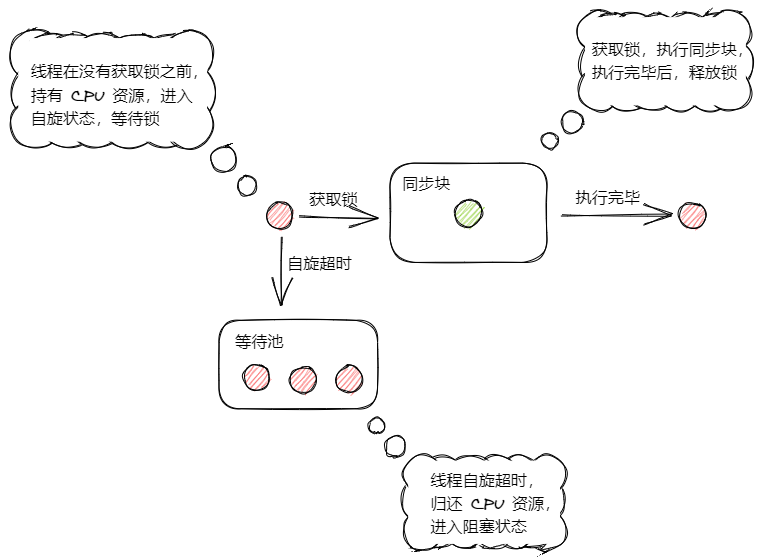 线程在没有获取锁之前，
持有 CPU 资源，进入
自旋状态，等待锁
获取锁，执行同步块，
执行完毕后，释放锁
同步块
获取锁
执行完毕
自旋超时
等待池
线程自旋超时，
归还 CPU 资源，
进入阻塞状态